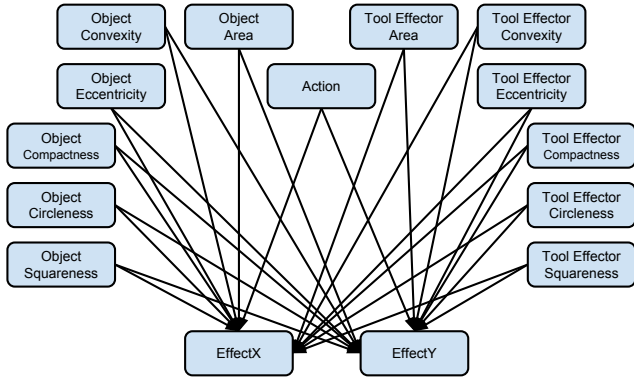 Object
Convexity
Object
Area
Tool Effector
Area
Tool Effector
Convexity
Object
Eccentricity
Action
Tool Effector
Eccentricity
Object
Compactness
Tool Effector
Compactness
Object
Circleness
Tool Effector
Circleness
Object
Squareness
Tool Effector
Squareness
EffectX
EffectY